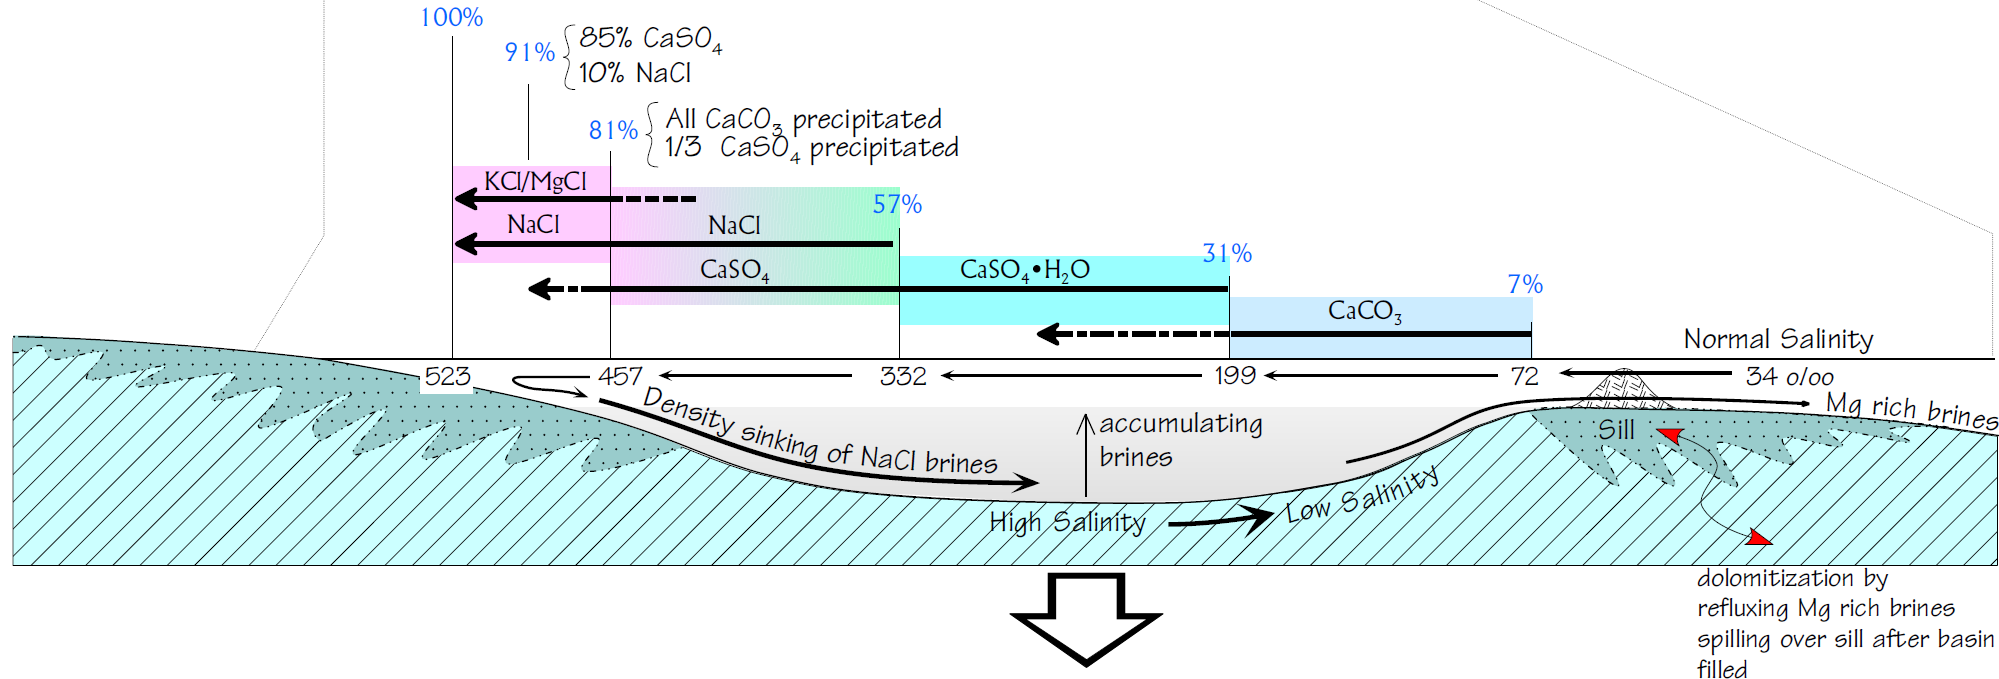 100%
91%
85% CaSO4
10% NaCl
81%
All CaCO3 precipitated
1/3 CaSO4 precipitated
KCl/MgCl
57%
NaCl
NaCl
31%
CaSO4
CaSO4•H2O
7%
CaCO3
Normal Salinity
523
457
332
199
72
34 o/oo
Density sinking of NaCl brines
accumulating
brines
Mg rich brines
Sill
High Salinity
Low Salinity
dolomitization by
refluxing Mg rich brines
spilling over sill after basin
filled